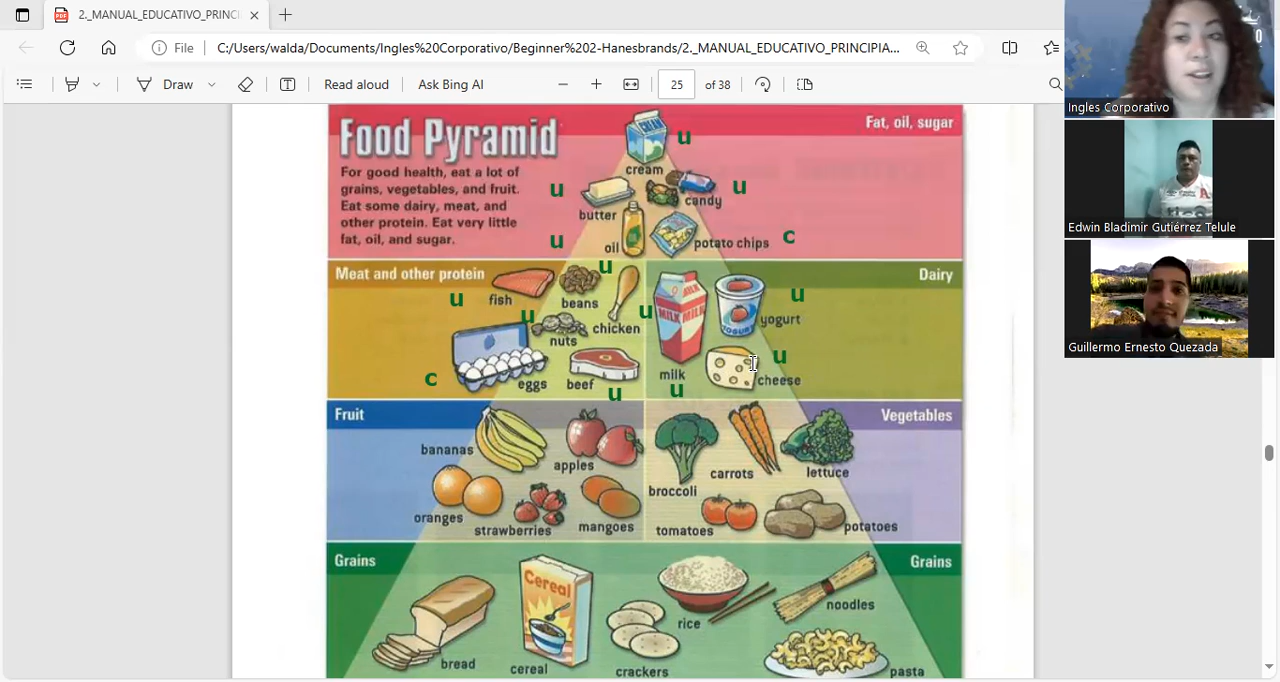 2._MANUAL_EDUCATIVO_PRINCI
File C:/Users/walda/Documents/Ingles%20Corporativo/Beginner%202-Hanesbrands/2._MANUAL_EDUCATIVO_PRINCIPIA...
Draw
Read aloud
Ask Bing AI
25 of 38
Ingles Corporativo
Edwin Bladimir Gutiérrez Telule
Guillermo Ernesto Quezada
Food Pyramid
For good health, eat a lot of
grains, vegetables, and fruit.
Eat some dairy, meat, and
other protein. Eat very little
fat, oil, and sugar.
Fat, oil, sugar
cream u
u butter
candy u
u oil
potato chips c
Meat and other protein
u fish
u beans
chicken u
u nuts
c eggs
beef u
Dairy
milk u
yogurt u
cheese u
MILK MILK
YOGURT
Fruit
bananas
apples
oranges
strawberries
mangoes
Vegetables
broccoli
carrots
lettuce
tomatoes
potatoes
Grains
Grains
bread
Cereal
cereal
crackers
rice
noodles
pasta